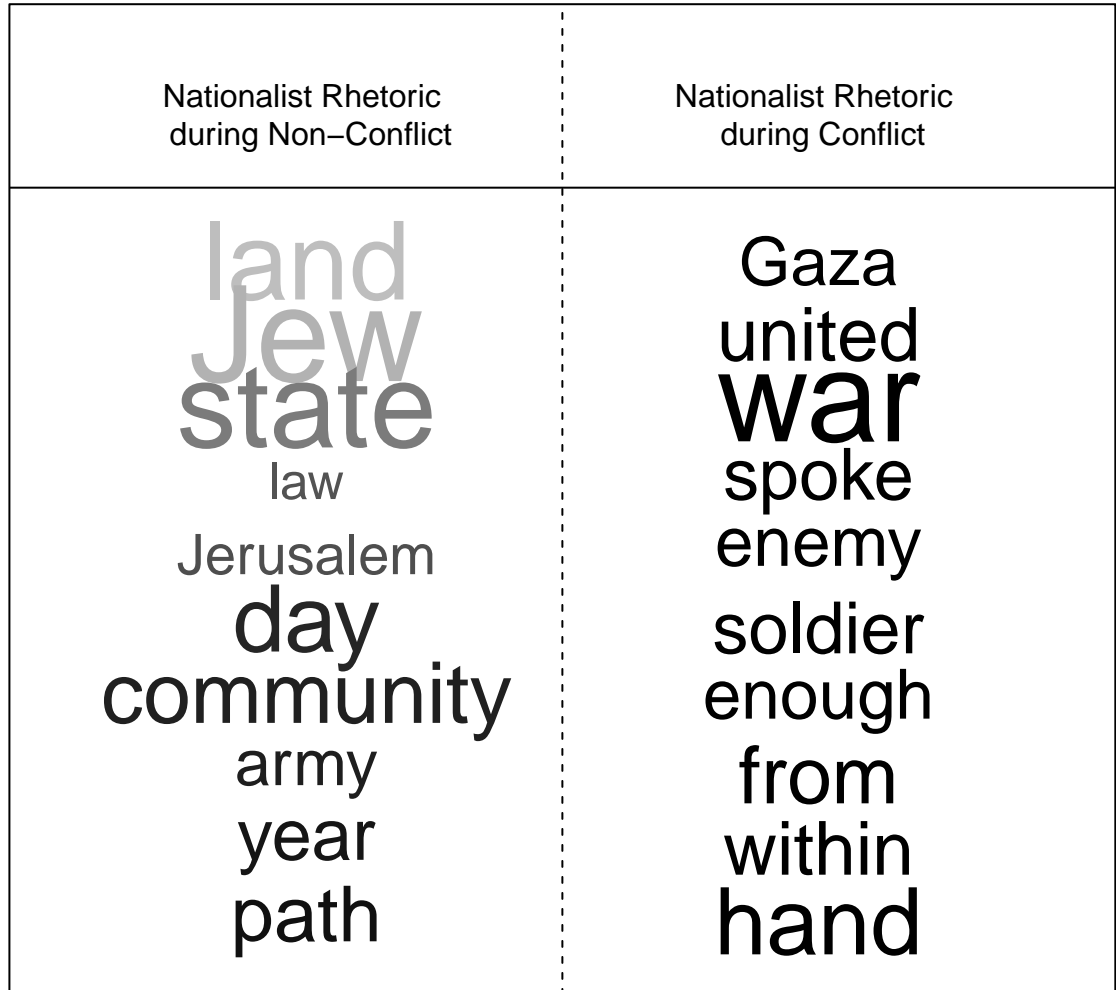 Nationalist Rhetoric
during Non−Conflict
Nationalist Rhetoric
during Conflict
land
Jew
state
law
Jerusalem
day
community
army
year
path
Gaza
united
war
spoke
enemy
soldier
enough
from
within
hand